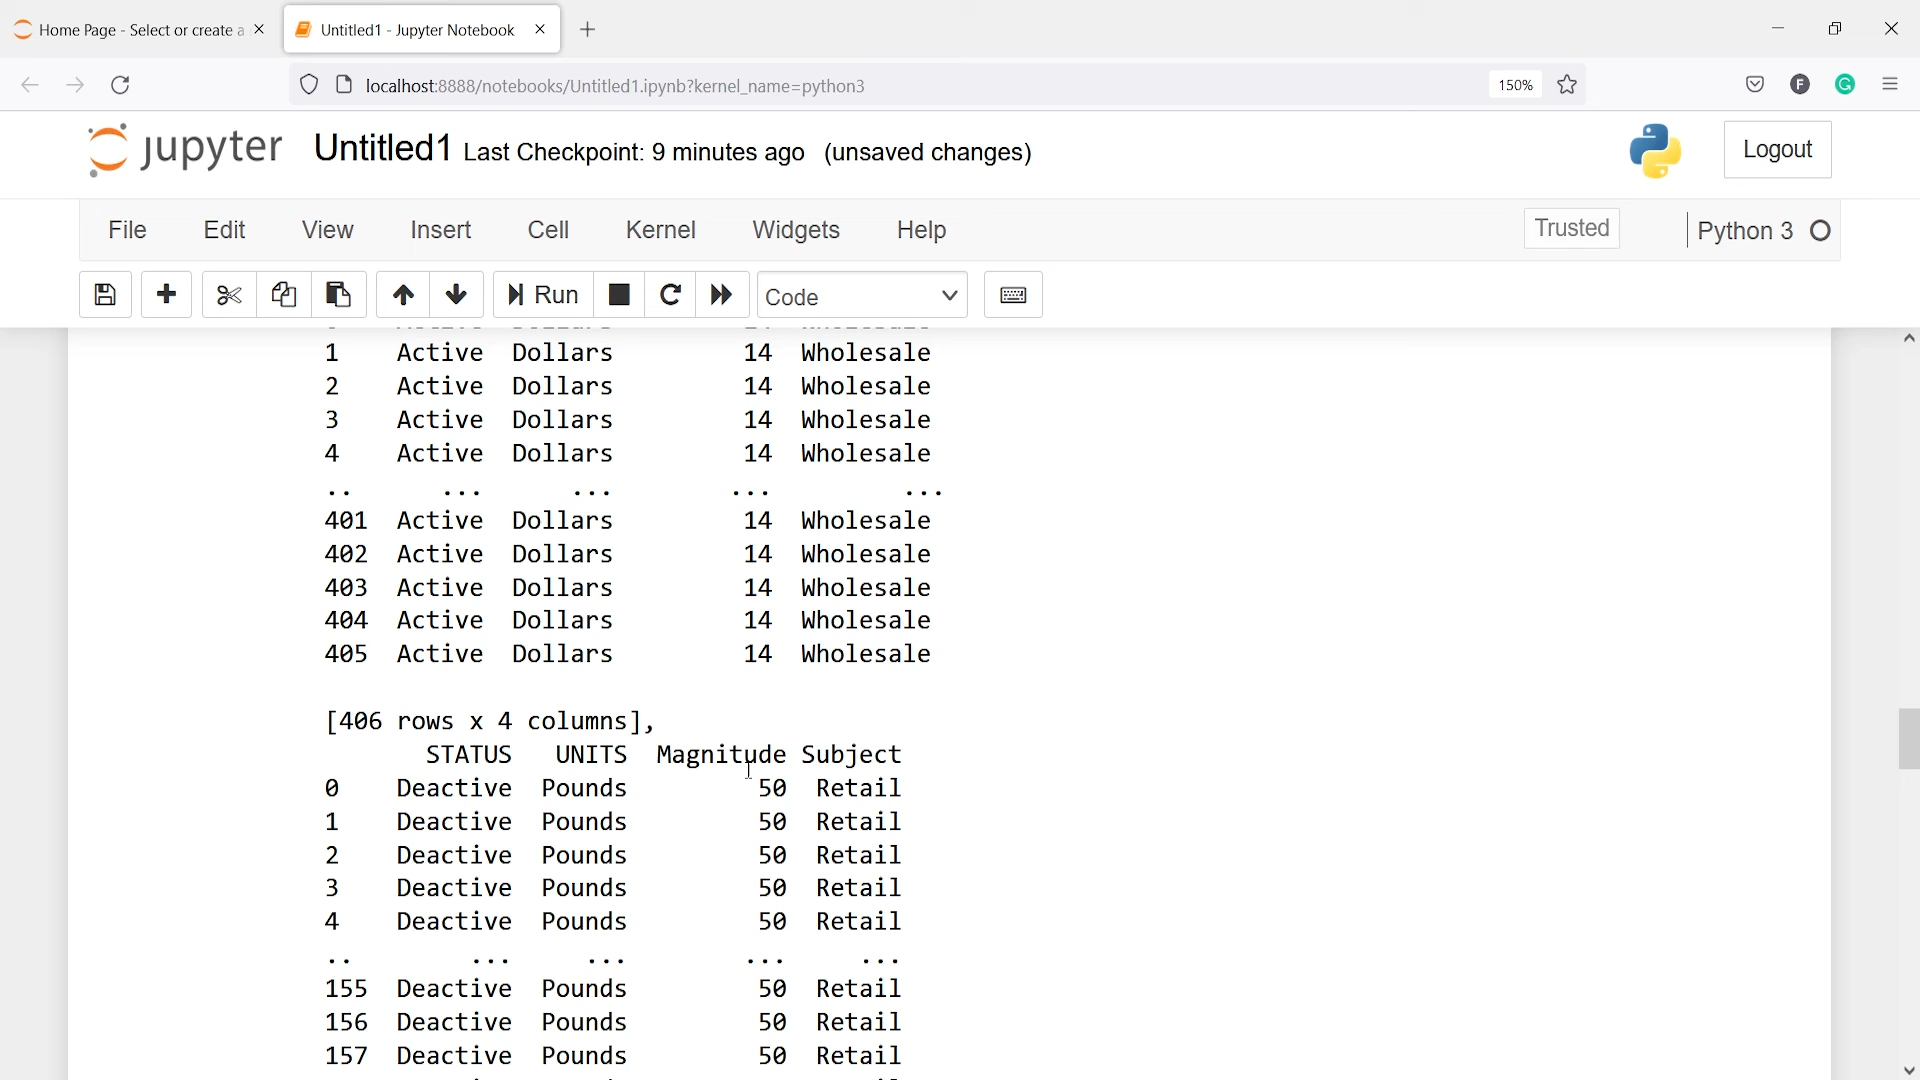 Home Page - Select or create a
Untitled1 - Jupyter Notebook
localhost:8888/notebooks/Untitled1.ipynb?kernel_name=python3
150%
F
G
jupyter Untitled1 Last Checkpoint: 9 minutes ago (unsaved changes)
Logout
File Edit View Insert Cell Kernel Widgets Help Trusted Python 3
Run Code
1 Active Dollars 14 Wholesale
2 Active Dollars 14 Wholesale
3 Active Dollars 14 Wholesale
4 Active Dollars 14 Wholesale
.. ... ... ... ...
401 Active Dollars 14 Wholesale
402 Active Dollars 14 Wholesale
403 Active Dollars 14 Wholesale
404 Active Dollars 14 Wholesale
405 Active Dollars 14 Wholesale
[406 rows x 4 columns],
STATUS UNITS Magnitude Subject
0 Deactive Pounds 50 Retail
1 Deactive Pounds 50 Retail
2 Deactive Pounds 50 Retail
3 Deactive Pounds 50 Retail
4 Deactive Pounds 50 Retail
.. ... ... ... ...
155 Deactive Pounds 50 Retail
156 Deactive Pounds 50 Retail
157 Deactive Pounds 50 Retail